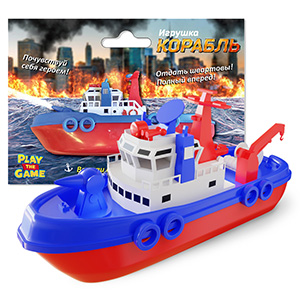 Игрушка
КОРАБЛЬ
Почувствуй
себя героем!
Отдать швартовы!
Полный вперед!
PLAY
THE
GAME